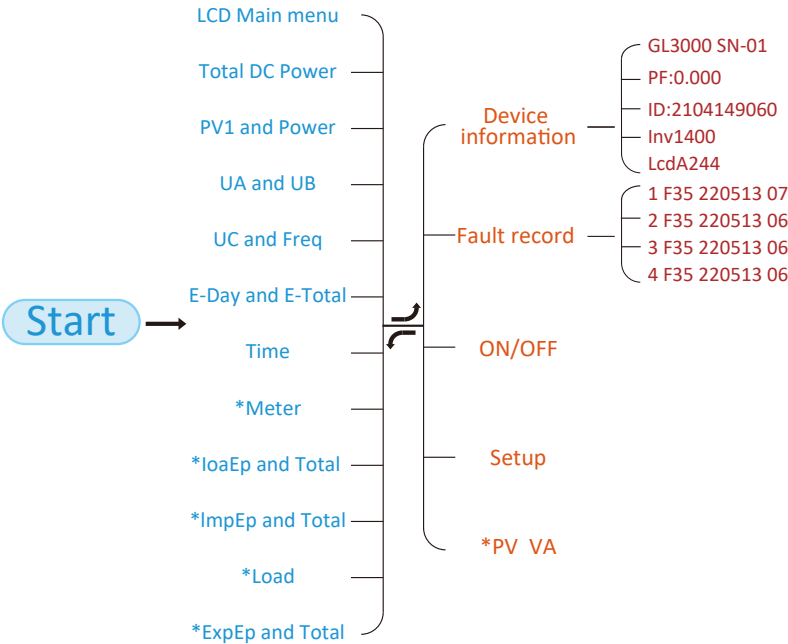 Start
LCD Main menu
Total DC Power
PV1 and Power
UA and UB
UC and Freq
E-Day and E-Total
Time
*Meter
*IoaEp and Total
*ImpEp and Total
*Load
*ExpEp and Total
Device
information
Fault record
ON/OFF
Setup
*PV VA
GL3000 SN-01
PF:0.000
ID:2104149060
Inv1400
LcdA244
1 F35 220513 07
2 F35 220513 06
3 F35 220513 06
4 F35 220513 06